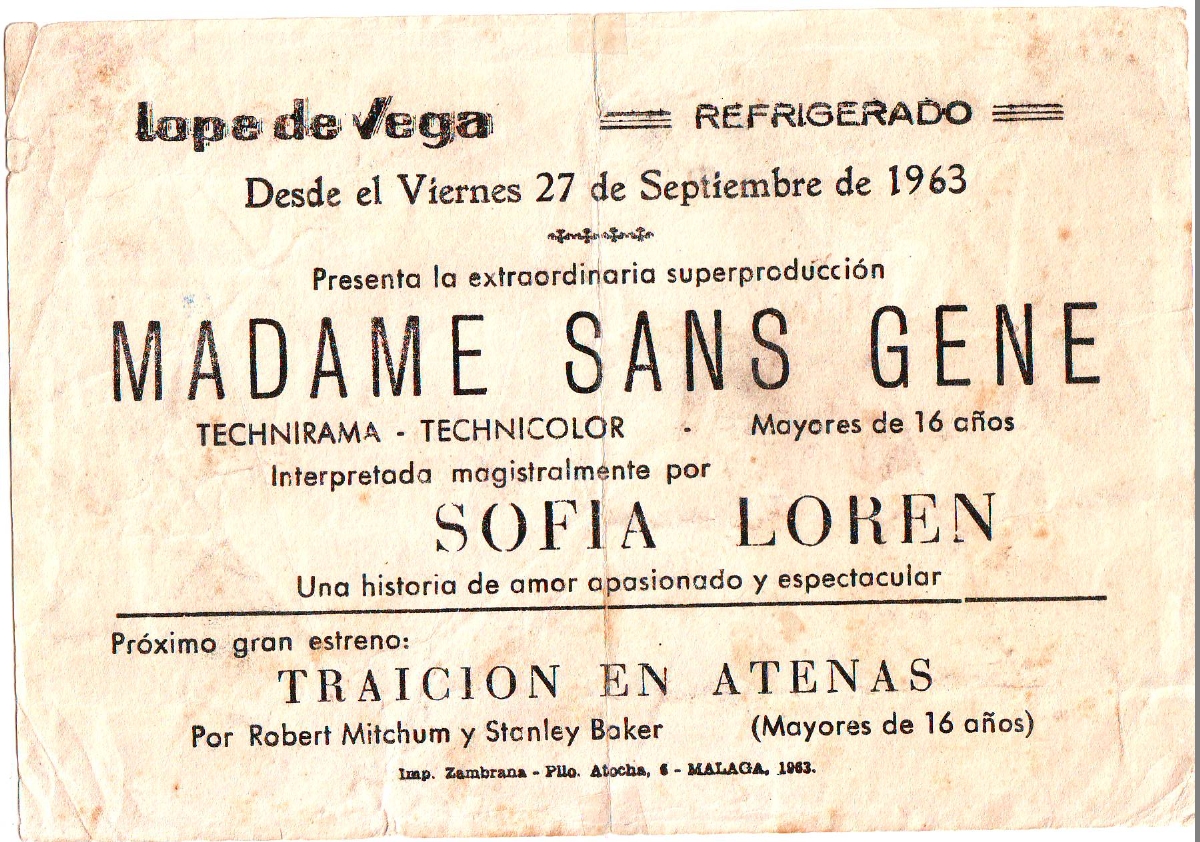 Lope de Vega REFRIGERADO
Desde el Viernes 27 de Septiembre de 1963
Presenta la extraordinaria superproducción
MADAME SANS GENE
TECHNIRAMA - TECHNICOLOR - Mayores de 16 años
Interpretada magistralmente por
SOFIA LOREN
Una historia de amor apasionado y espectacular
Próximo gran estreno:
TRAICION EN ATENAS
Por Robert Mitchum y Stanley Baker (Mayores de 16 años)
Imp. Zambrana - Pllo. Atocha, 6 - MALAGA, 1963.